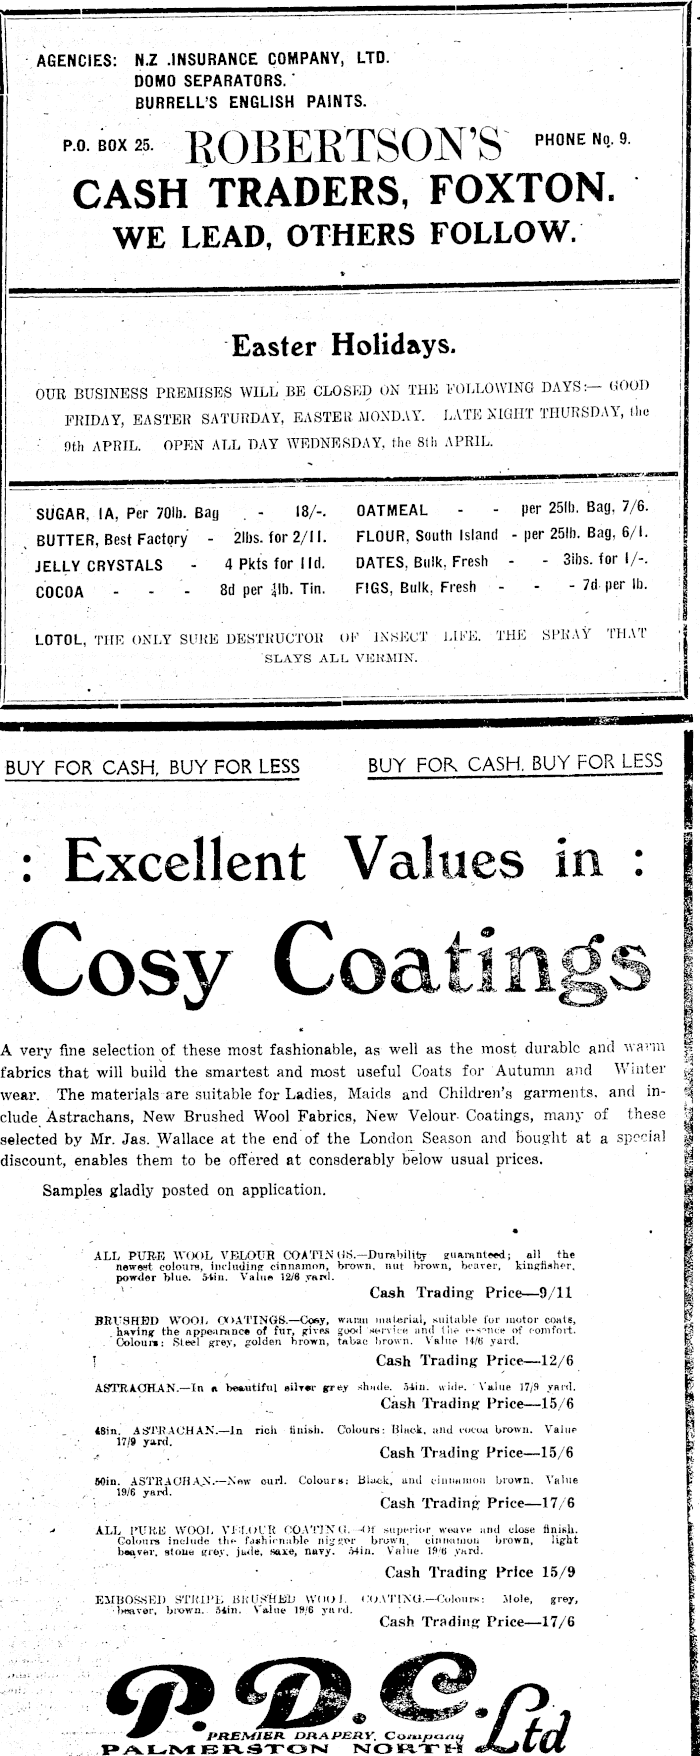 AGENCIES: N.Z .INSURANCE COMPANY, LTD.
DOMO SEPARATORS.
BURRELL'S ENGLISH PAINTS.
P.O. BOX 25. ROBERTSON'S PHONE No. 9.
CASH TRADERS, FOXTON.
WE LEAD, OTHERS FOLLOW.
Easter Holidays.
OUR BUSINESS PREMISES WILL BE CLOSED ON THE FOLLOWING DAYS:— GOOD
FRIDAY, EASTER SATURDAY, EASTER MONDAY. LATE NIGHT THURSDAY, the
9th APRIL. OPEN ALL DAY WEDNESDAY, the 8th APRIL.
SUGAR, 1A, Per 70lb. Bag - 18/-.
BUTTER, Best Factory - 2lbs. for 2/11.
JELLY CRYSTALS - 4 Pkts for 11d.
COCOA - - - 8d per ¼lb. Tin.
OATMEAL - - per 25lb. Bag, 7/6.
FLOUR, South Island - per 25lb. Bag, 6/1.
DATES, Bulk, Fresh - - 3lbs. for 1/-.
FIGS, Bulk, Fresh - - - 7d per lb.
LOTOL, THE ONLY SURE DESTRUCTOR OF INSECT LIFE. THE SPRAY THAT
SLAYS ALL VERMIN.
BUY FOR CASH, BUY FOR LESS BUY FOR CASH, BUY FOR LESS
: Excellent Values in :
Cosy Coatings
A very fine selection of these most fashionable, as well as the most durable and warm
fabrics that will build the smartest and most useful Coats for Autumn and Winter
wear. The materials are suitable for Ladies, Maids and Children's garments, and in-
clude Astrachans, New Brushed Wool Fabrics, New Velour Coatings, many of these
selected by Mr. Jas. Wallace at the end of the London Season and bought at a special
discount, enables them to be offered at consderably below usual prices.
Samples gladly posted on application.
ALL PURE WOOL VELOUR COATINGS.—Durability guaranteed; all the
newest colours, including cinnamon, brown, nut brown, beaver, kingfisher,
powder blue. 54in. Value 12/6 yard.
Cash Trading Price—9/11
BRUSHED WOOL COATINGS.—Cosy, warm material, suitable for motor coats,
having the appearance of fur, gives good service and the essence of comfort.
Colours: Steel grey, golden brown, tabac brown. Value 14/6 yard.
Cash Trading Price—12/6
ASTRACHAN.—In a beautiful silver grey shade. 54in. wide. Value 17/9 yard.
Cash Trading Price—15/6
48in. ASTRACHAN.—In rich finish. Colours: Black, and cocoa brown. Value
17/9 yard.
Cash Trading Price—15/6
50in. ASTRACHAN.—New curl. Colours: Black, and cinnamon brown. Value
19/6 yard.
Cash Trading Price—17/6
ALL PURE WOOL VELOUR COATING.—Of superior weave and close finish.
Colours include the fashionable nigger brown, cinnamon brown, light
beaver, stone grey, jade, saxe, navy. 54in. Value 19/6 yard.
Cash Trading Price 15/9
EMBOSSED STRIPE BRUSHED WOOL COATING.—Colours: Mole, grey,
beaver, brown. 54in. Value 19/6 yard.
Cash Trading Price—17/6
P.D.C. Ltd
PREMIER DRAPERY, Company
PALMERSTON NORTH